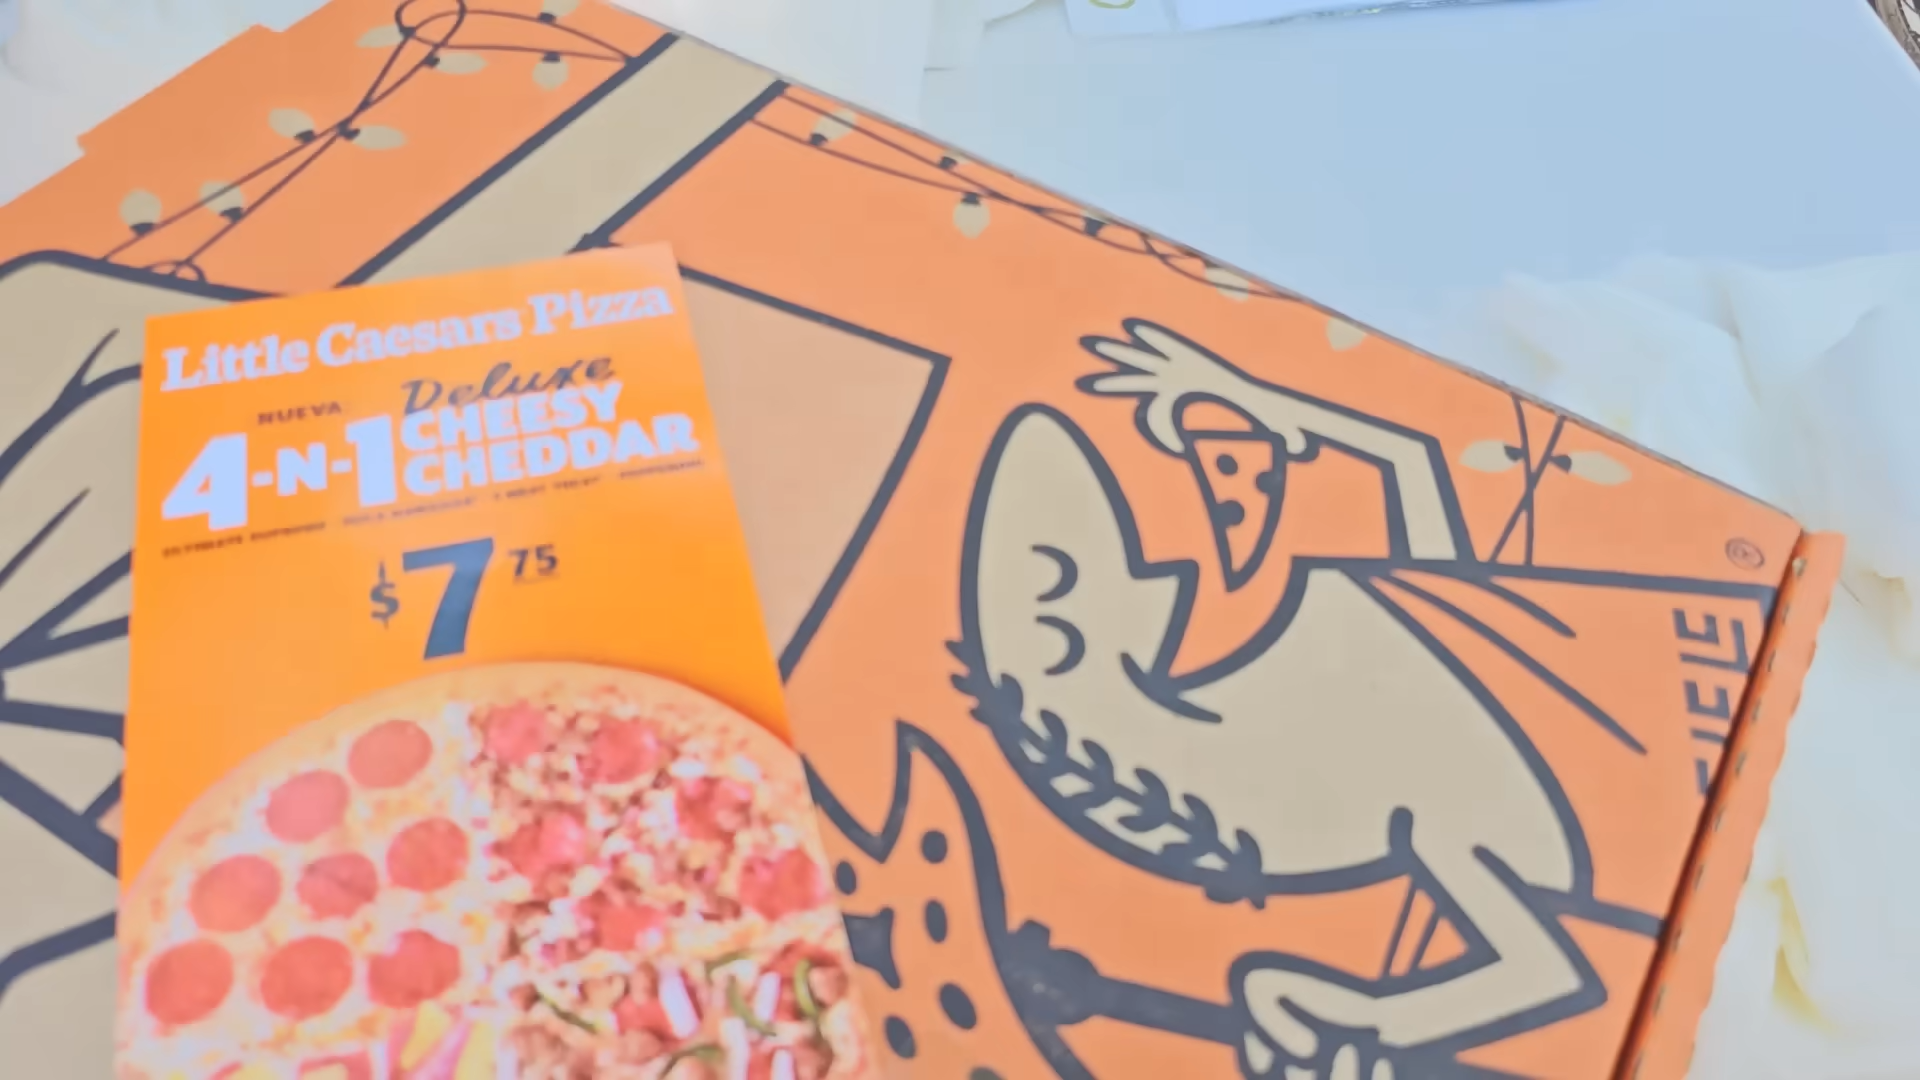 Little Caesars Pizza
NUEVA Deluxe
4-N-1 CHEESY
CHEDDAR
$7 75